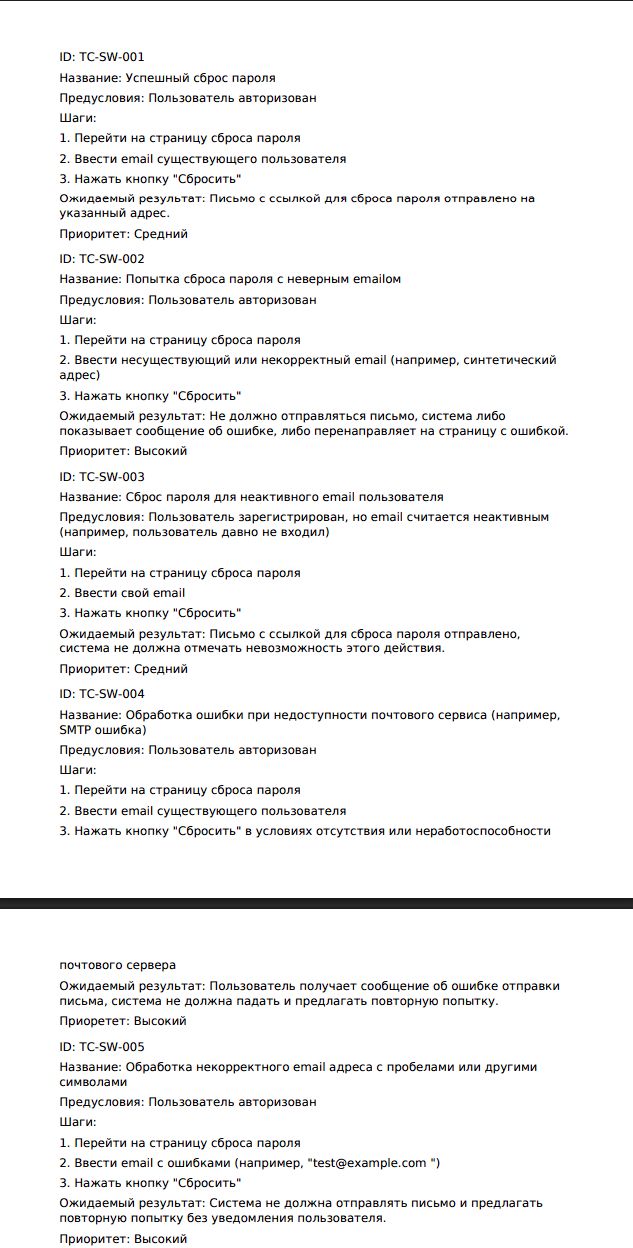 ID: TC-SW-001
Название: Успешный сброс пароля
Предусловия: Пользователь авторизован
Шаги:
1. Перейти на страницу сброса пароля
2. Ввести email существующего пользователя
3. Нажать кнопку "Сбросить"
Ожидаемый результат: Письмо с ссылкой для сброса пароля отправлено на
указанный адрес.
Приоритет: Средний
ID: TC-SW-002
Название: Попытка сброса пароля с неверным emailом
Предусловия: Пользователь авторизован
Шаги:
1. Перейти на страницу сброса пароля
2. Ввести несуществующий или некорректный email (например, синтетический
адрес)
3. Нажать кнопку "Сбросить"
Ожидаемый результат: Не должно отправляться письмо, система либо
показывает сообщение об ошибке, либо перенаправляет на страницу с ошибкой.
Приоритет: Высокий
ID: TC-SW-003
Название: Сброс пароля для неактивного email пользователя
Предусловия: Пользователь зарегистрирован, но email считается неактивным
(например, пользователь давно не входил)
Шаги:
1. Перейти на страницу сброса пароля
2. Ввести свой email
3. Нажать кнопку "Сбросить"
Ожидаемый результат: Письмо с ссылкой для сброса пароля отправлено,
система не должна отмечать невозможность этого действия.
Приоритет: Средний
ID: TC-SW-004
Название: Обработка ошибки при недоступности почтового сервиса (например,
SMTP ошибка)
Предусловия: Пользователь авторизован
Шаги:
1. Перейти на страницу сброса пароля
2. Ввести email существующего пользователя
3. Нажать кнопку "Сбросить" в условиях отсутствия или неработоспособности
почтового сервера
Ожидаемый результат: Пользователь получает сообщение об ошибке отправки
письма, система не должна падать и предлагать повторную попытку.
Приоретет: Высокий
ID: TC-SW-005
Название: Обработка некорректного email адреса с пробелами или другими
символами
Предусловия: Пользователь авторизован
Шаги:
1. Перейти на страницу сброса пароля
2. Ввести email с ошибками (например, "test@example.com ")
3. Нажать кнопку "Сбросить"
Ожидаемый результат: Система не должна отправлять письмо и предлагать
повторную попытку без уведомления пользователя.
Приоритет: Высокий